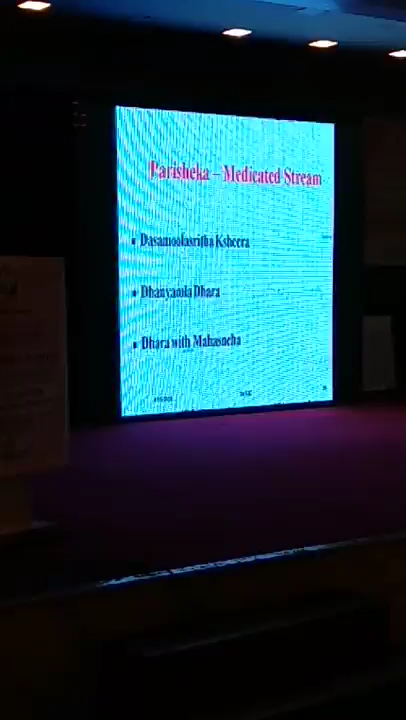 Parisheka – Medicated Stream
• Dasamoolasritha Ksheera
• Dhanyamla Dhara
• Dhara with Mahasneha